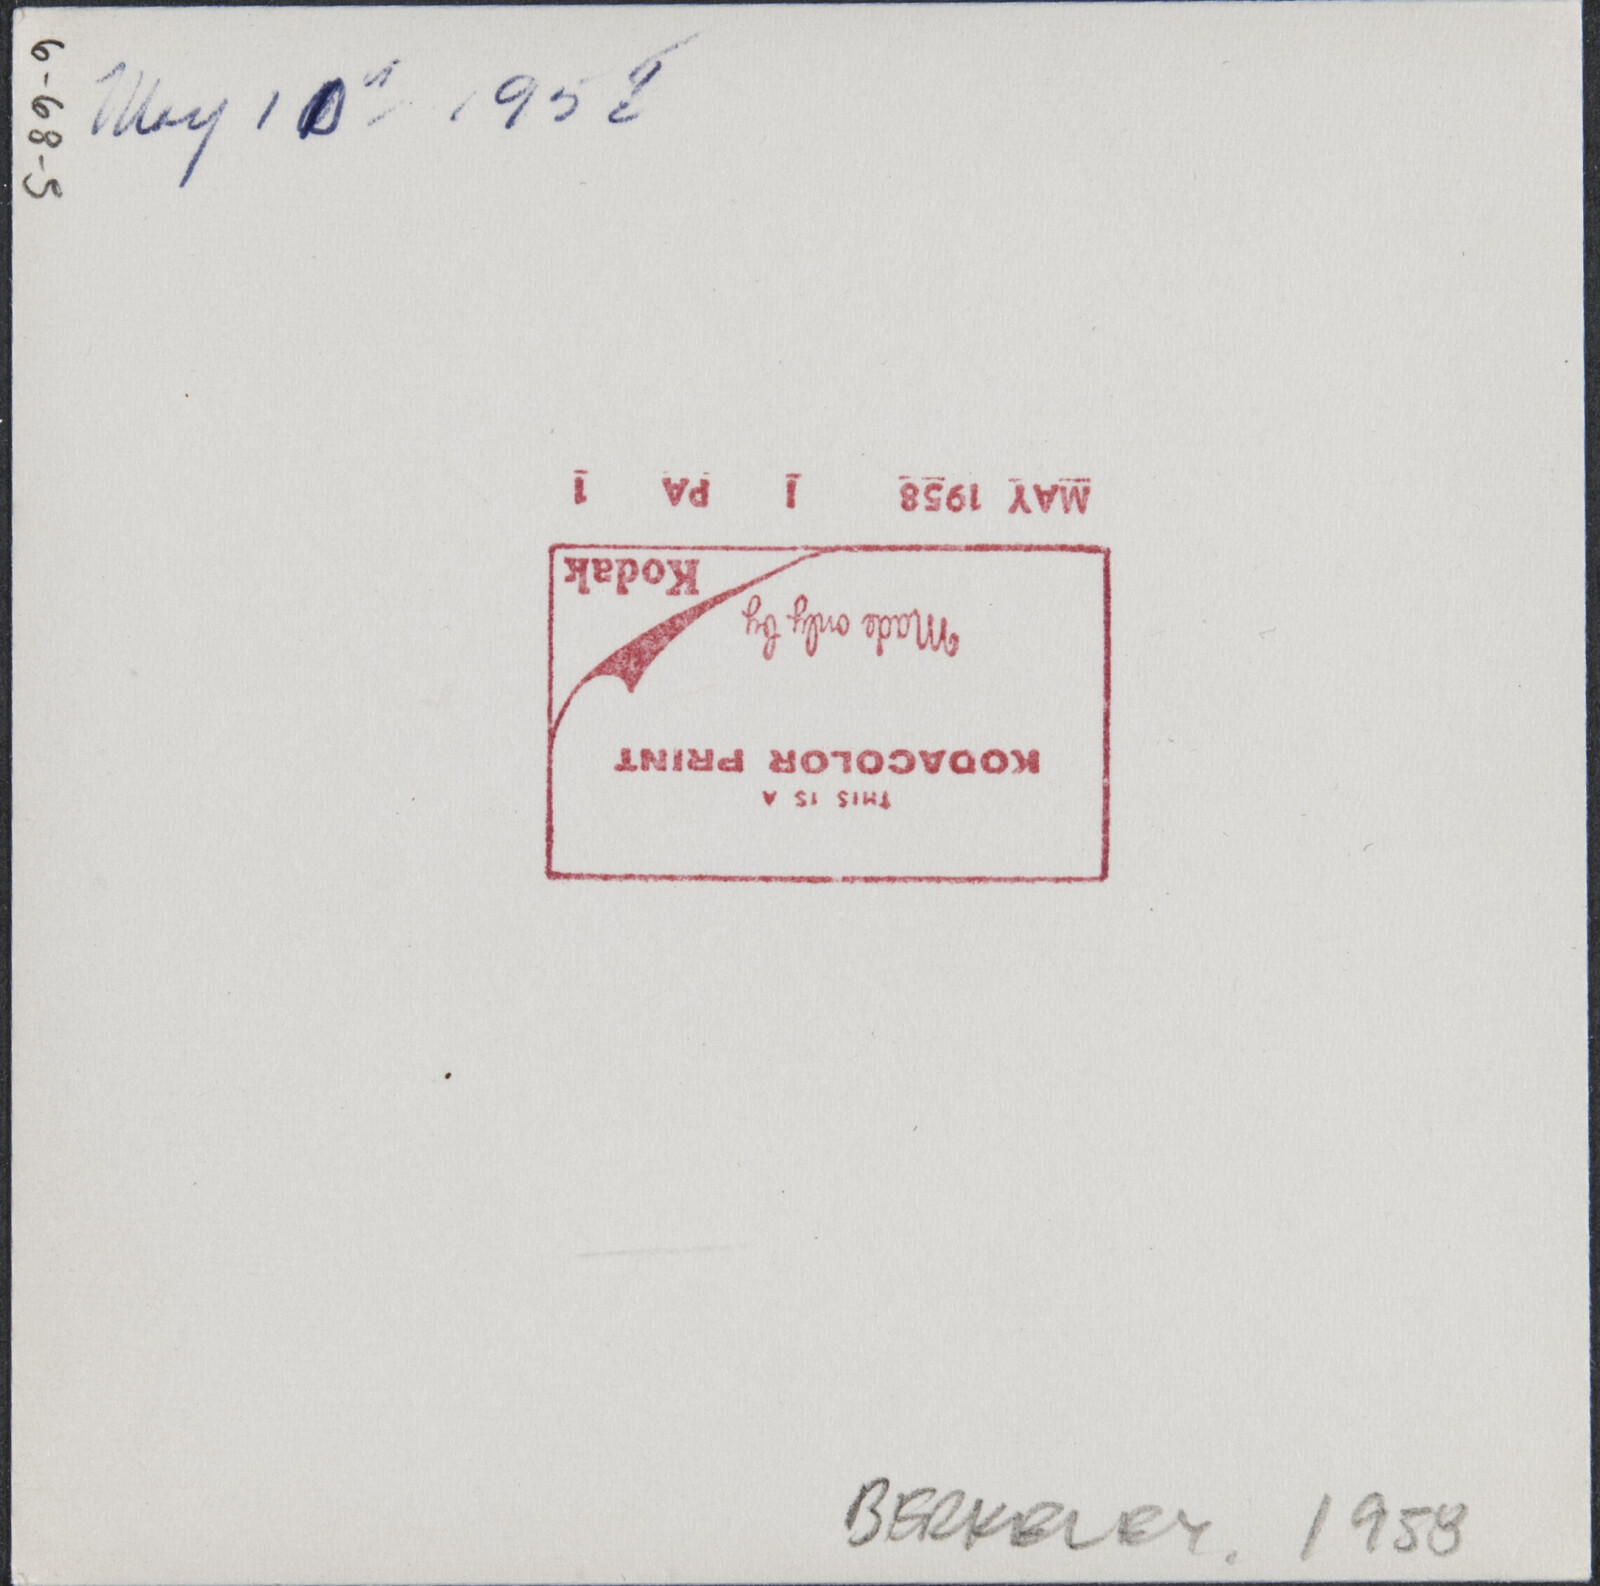 6-68-5
May 10th 1958
MAY 1958 I PA 1
THIS IS A
KODACOLOR PRINT
Made only by
Kodak
BERKELEY. 1958